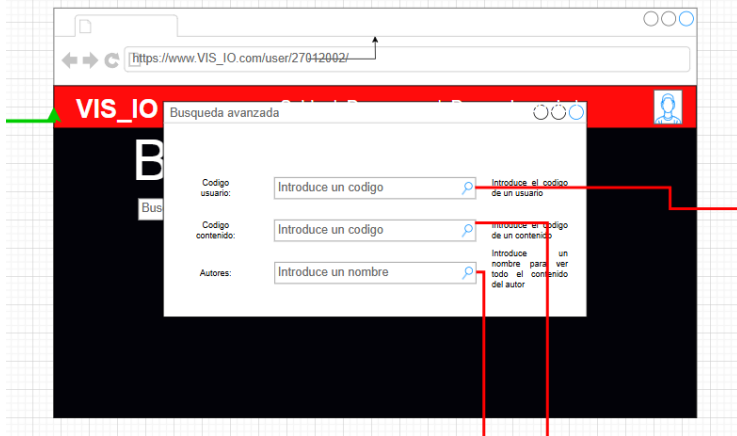 https://www.VIS_IO.com/user/27012002/
VIS_IO
Busqueda avanzada
B
Bus
Codigo
usuario:
Introduce un codigo
Introduce el codigo
de un usuario
Codigo
contenido:
Introduce un codigo
Introduce el codigo
de un contenido
Autores:
Introduce un nombre
Introduce un
nombre para ver
todo el contenido
del autor